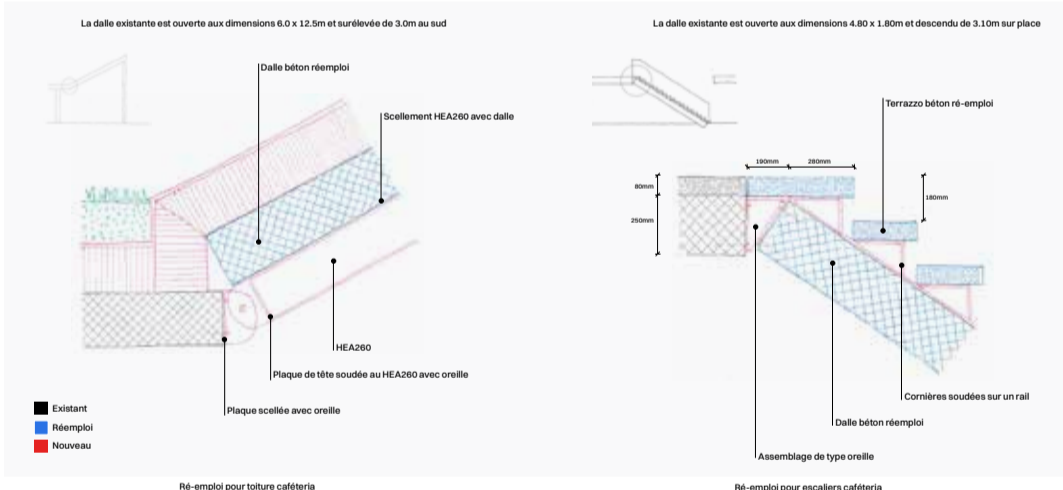 La dalle existante est ouverte aux dimensions 6.0 x 12.5m et surélevée de 3.0m au sud
Dalle béton réemploi
Scellement HEA260 avec dalle
HEA260
Plaque de tête soudée au HEA260 avec oreille
Plaque scellée avec oreille
Existant
Réemploi
Nouveau
Ré-emploi pour toiture caféteria
La dalle existante est ouverte aux dimensions 4.80 x 1.80m et descendu de 3.10m sur place
Terrazzo béton ré-emploi
190mm
280mm
80mm
250mm
180mm
Cornières soudées sur un rail
Dalle béton réemploi
Assemblage de type oreille
Ré-emploi pour escaliers caféteria